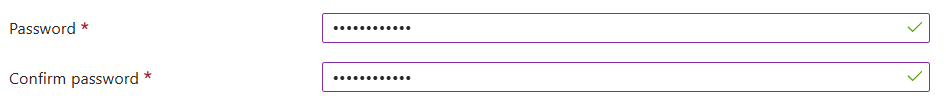 Password * ••••••••••••
Confirm password * ••••••••••••